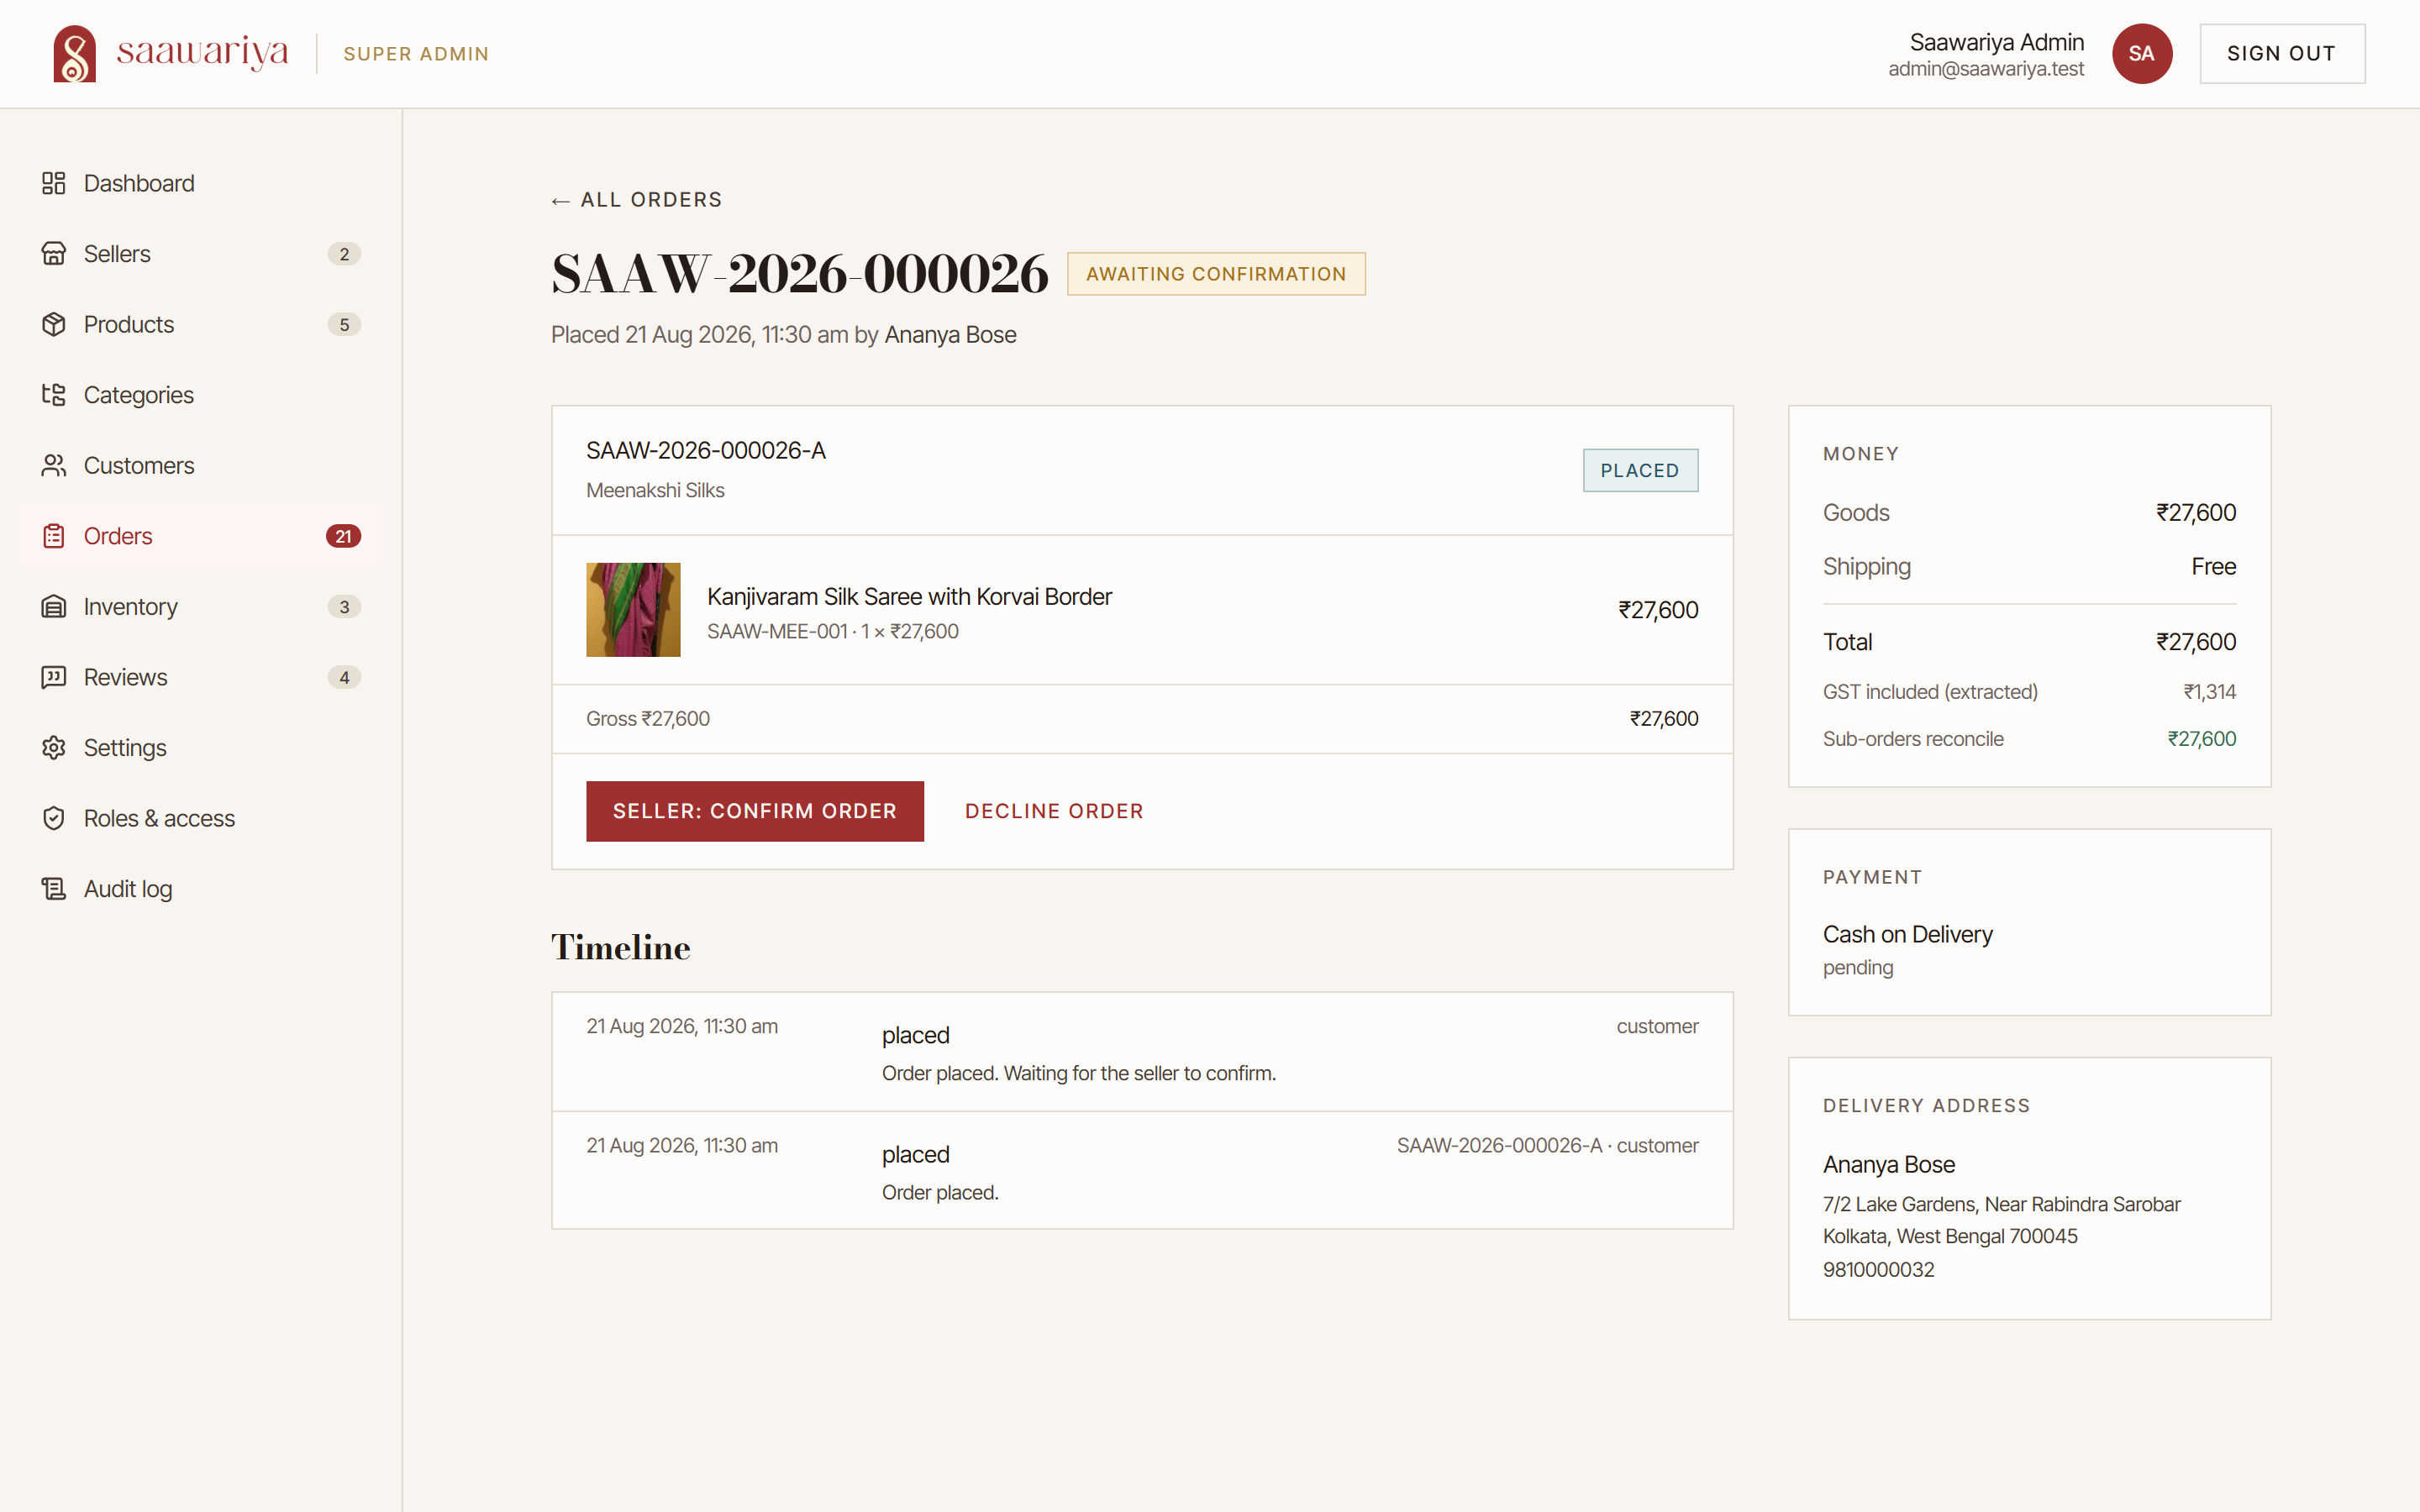 saawariya
SUPER ADMIN
Saawariya Admin
admin@saawariya.test
SA
SIGN OUT
Dashboard
Sellers 2
Products 5
Categories
Customers
Orders 21
Inventory 3
Reviews 4
Settings
Roles & access
Audit log
← ALL ORDERS
SAAW-2026-000026 AWAITING CONFIRMATION
Placed 21 Aug 2026, 11:30 am by Ananya Bose
SAAW-2026-000026-A
Meenakshi Silks
PLACED
Kanjivaram Silk Saree with Korvai Border
SAAW-MEE-001 · 1 × ₹27,600
₹27,600
Gross ₹27,600 ₹27,600
SELLER: CONFIRM ORDER DECLINE ORDER
Timeline
21 Aug 2026, 11:30 am placed customer
Order placed. Waiting for the seller to confirm.
21 Aug 2026, 11:30 am placed SAAW-2026-000026-A · customer
Order placed.
MONEY
Goods ₹27,600
Shipping Free
Total ₹27,600
GST included (extracted) ₹1,314
Sub-orders reconcile ₹27,600
PAYMENT
Cash on Delivery
pending
DELIVERY ADDRESS
Ananya Bose
7/2 Lake Gardens, Near Rabindra Sarobar
Kolkata, West Bengal 700045
9810000032